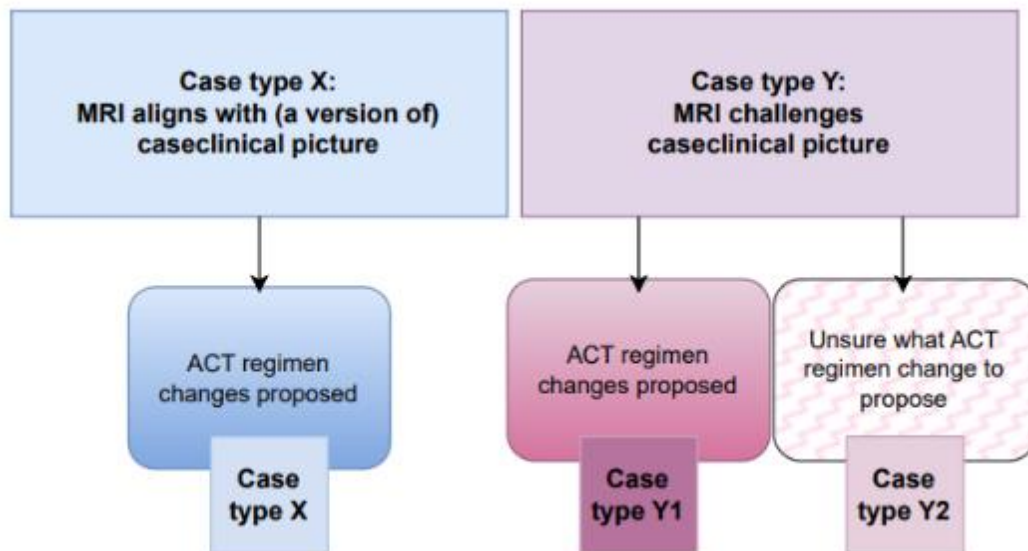 Case type X:
MRI aligns with (a version of)
caseclinical picture
Case type Y:
MRI challenges
caseclinical picture
ACT regimen
changes proposed
ACT regimen
changes proposed
Unsure what ACT
regimen change to
propose
Case
type X
Case
type Y1
Case
type Y2